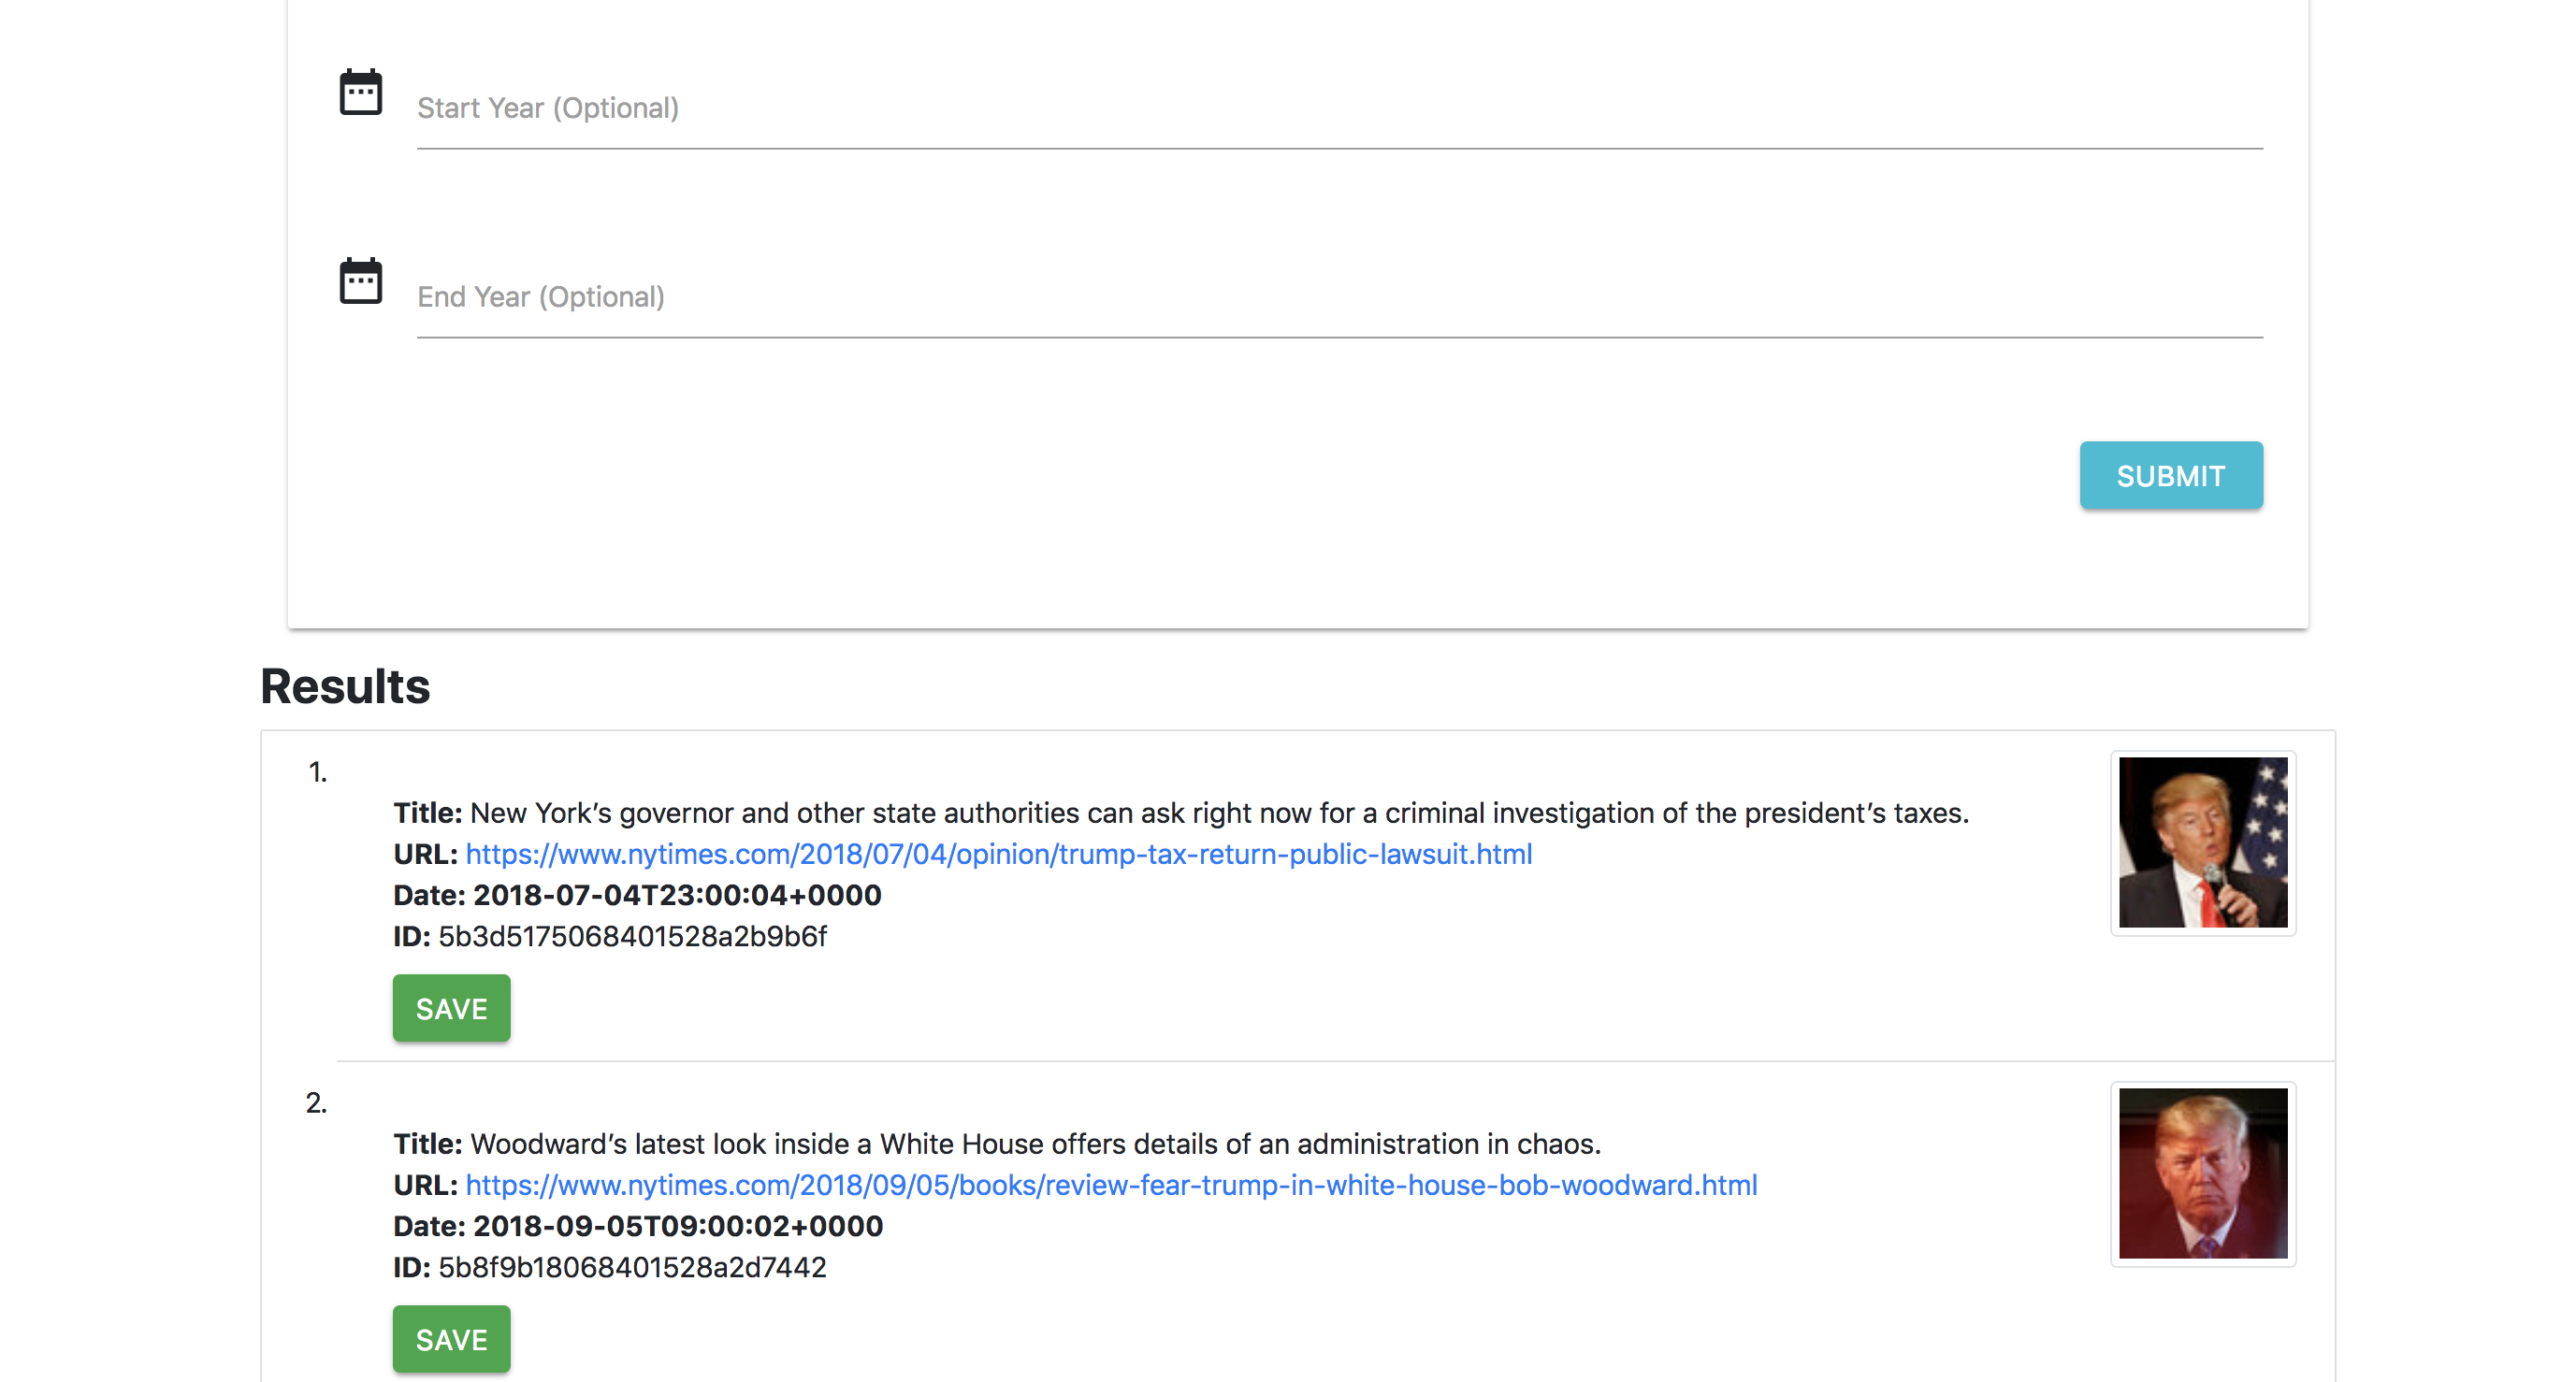 Start Year (Optional)
End Year (Optional)
SUBMIT
Results
1.
Title: New York’s governor and other state authorities can ask right now for a criminal investigation of the president’s taxes.
URL: https://www.nytimes.com/2018/07/04/opinion/trump-tax-return-public-lawsuit.html
Date: 2018-07-04T23:00:04+0000
ID: 5b3d5175068401528a2b9b6f
SAVE
2.
Title: Woodward’s latest look inside a White House offers details of an administration in chaos.
URL: https://www.nytimes.com/2018/09/05/books/review-fear-trump-in-white-house-bob-woodward.html
Date: 2018-09-05T09:00:02+0000
ID: 5b8f9b18068401528a2d7442
SAVE